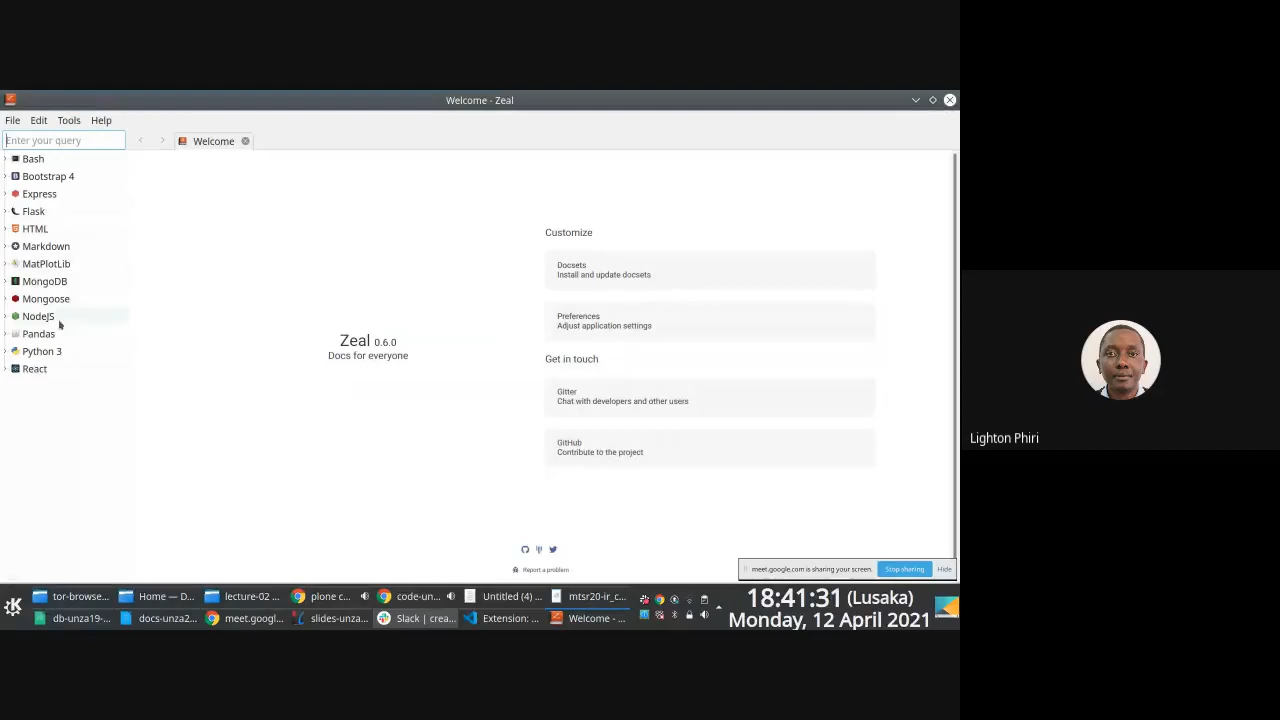 Welcome - Zeal
File Edit Tools Help
Enter your query
Welcome
Bash
Bootstrap 4
Express
Flask
HTML
Markdown
MatPlotLib
MongoDB
Mongoose
NodeJS
Pandas
Python 3
React
Zeal 0.6.0
Docs for everyone
Customize
Docsets
Install and update docsets
Preferences
Adjust application settings
Get in touch
Gitter
Chat with developers and other users
GitHub
Contribute to the project
Report a problem
meet.google.com is sharing your screen. Stop sharing Hide
tor-browse... Home — D... lecture-02 ... plone c... code-un... Untitled (4) ... mtsr20-ir_c...
db-unza19-... docs-unza2... meet.googl... slides-unza... Slack | crea... Extension: ... Welcome - ...
18:41:31 (Lusaka)
Monday, 12 April 2021
Lighton Phiri